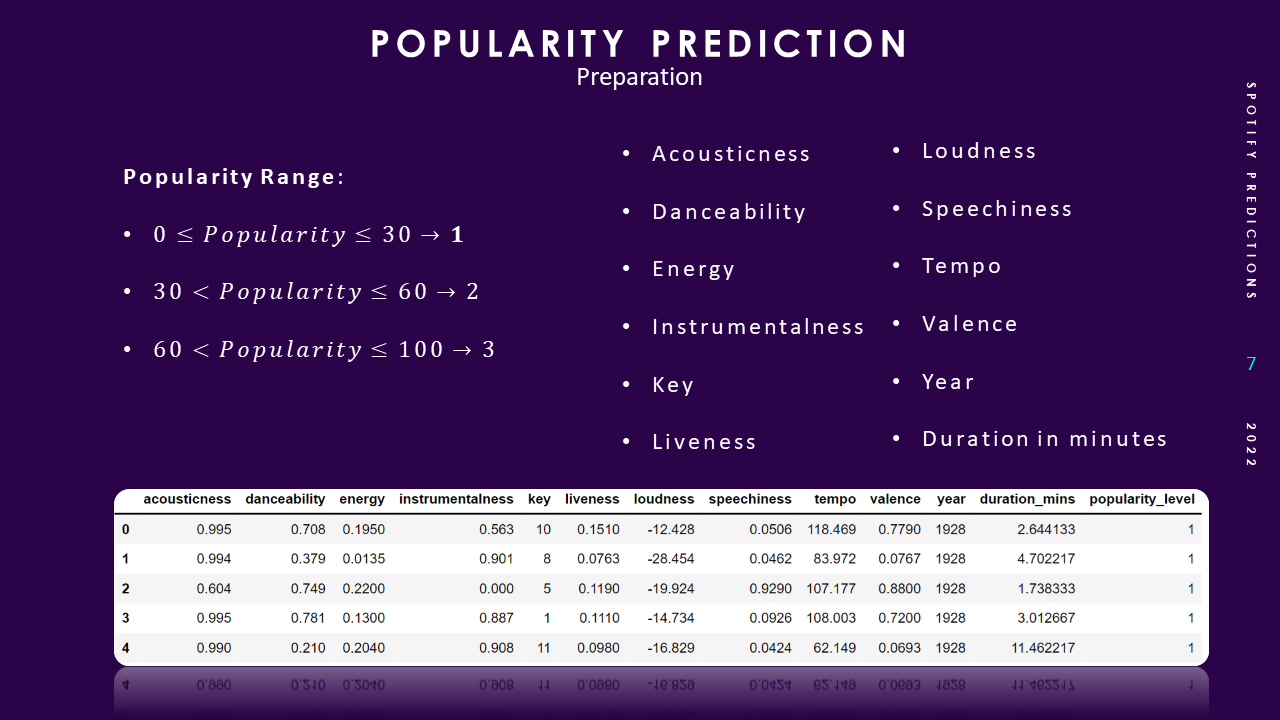 POPULARITY PREDICTION
Preparation
Popularity Range:
• 0 ≤ Popularity ≤ 30 → 1
• 30 < Popularity ≤ 60 → 2
• 60 < Popularity ≤ 100 → 3
• Acousticness
• Danceability
• Energy
• Instrumentalness
• Key
• Liveness
• Loudness
• Speechiness
• Tempo
• Valence
• Year
• Duration in minutes
SPOTIFY PREDICTIONS
7
2022
acousticness danceability energy instrumentalness key liveness loudness speechiness tempo valence year duration_mins popularity_level
0 0.995 0.708 0.1950 0.563 10 0.1510 -12.428 0.0506 118.469 0.7790 1928 2.644133 1
1 0.994 0.379 0.0135 0.901 8 0.0763 -28.454 0.0462 83.972 0.0767 1928 4.702217 1
2 0.604 0.749 0.2200 0.000 5 0.1190 -19.924 0.9290 107.177 0.8800 1928 1.738333 1
3 0.995 0.781 0.1300 0.887 1 0.1110 -14.734 0.0926 108.003 0.7200 1928 3.012667 1
4 0.990 0.210 0.2040 0.908 11 0.0980 -16.829 0.0424 62.149 0.0693 1928 11.462217 1